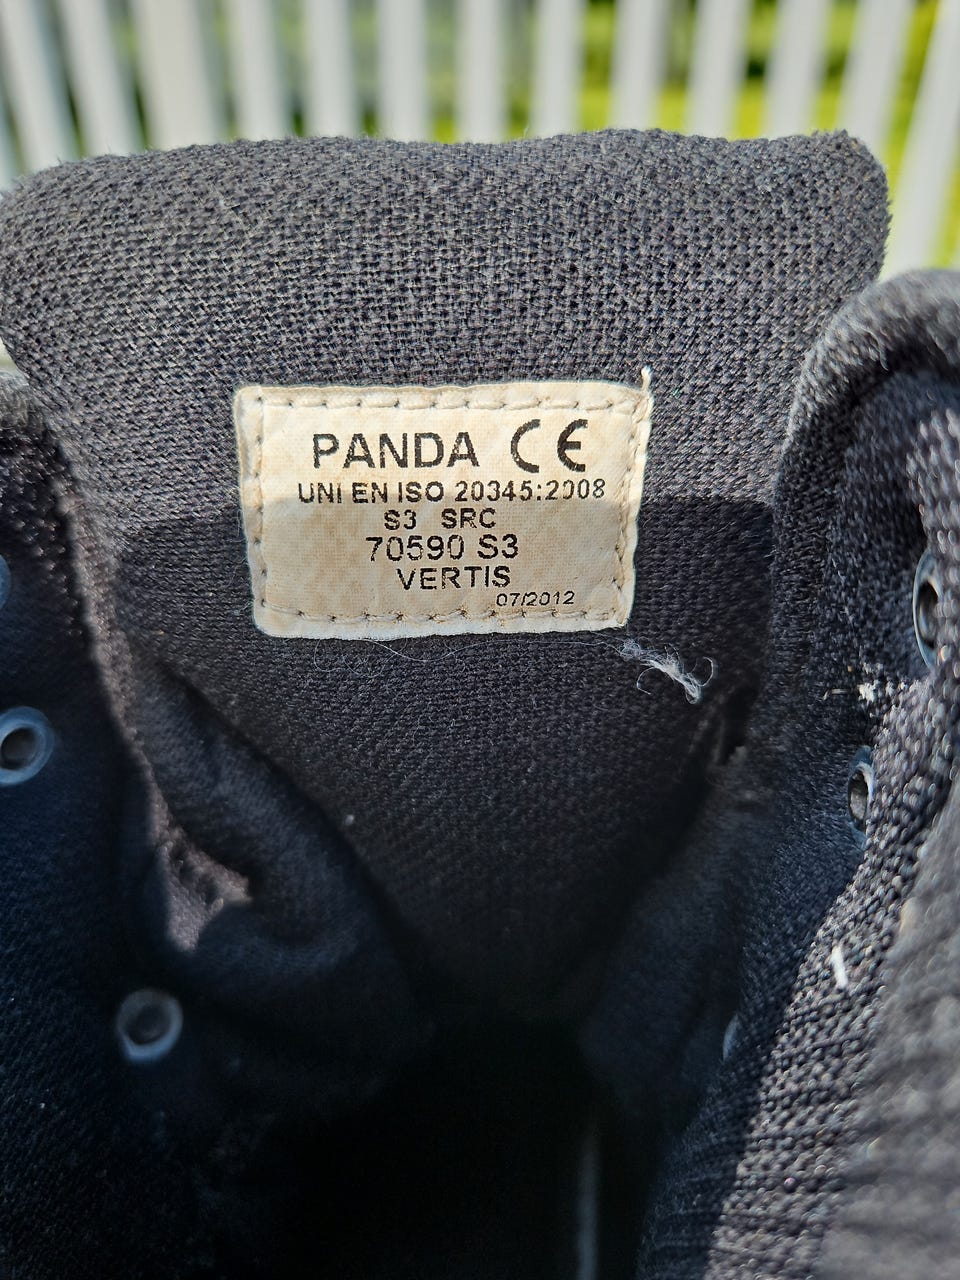 PANDA CE
UNI EN ISO 20345:2008
S3 SRC
70590 S3
VERTIS
07/2012